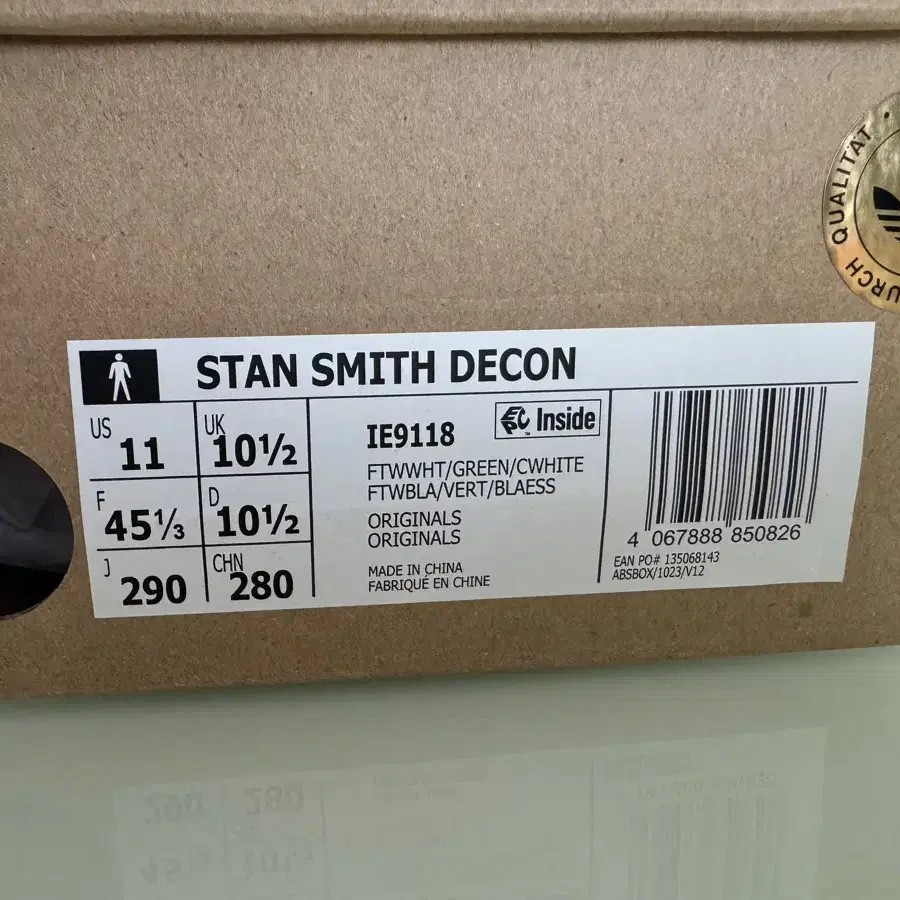 QUALITÄT
STAN SMITH DECON
US 11
UK 10½
F 45⅓
D 10½
J 290
CHN 280
IE9118
Inside
FTWWHT/GREEN/CWHITE
FTWBLA/VERT/BLAESS
ORIGINALS
ORIGINALS
MADE IN CHINA
FABRIQUÉ EN CHINE
4 067888 850826
EAN PO# 135068143
ABSBOX/1023/V12